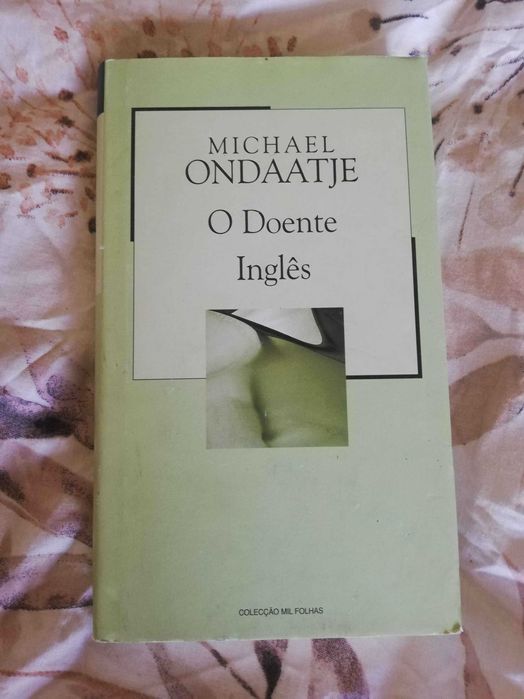 MICHAEL
ONDAATJE
O Doente
Inglês
COLECÇÃO MIL FOLHAS